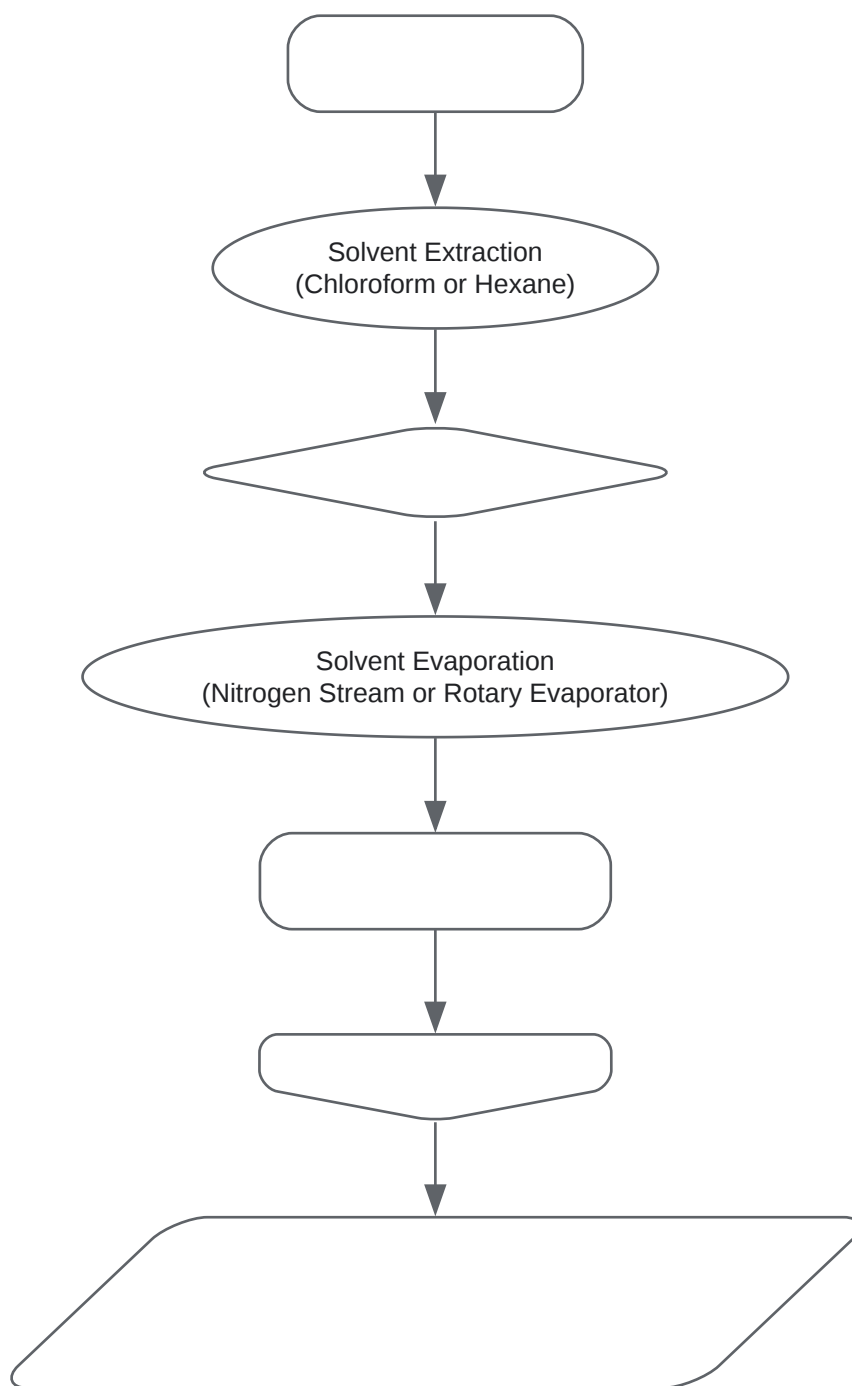 Solvent Extraction
(Chloroform or Hexane)
Solvent Evaporation
(Nitrogen Stream or Rotary Evaporator)